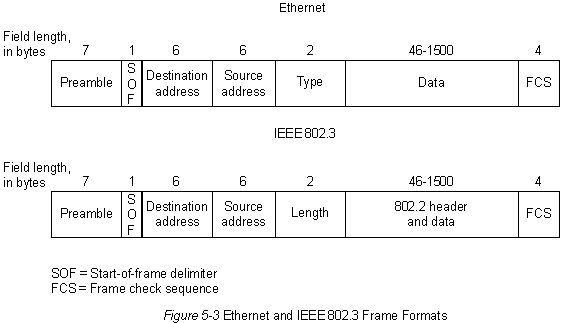 Ethernet
Field length,
in bytes 7 1 6 6 2 46-1500 4
Preamble SOF Destination address Source address Type Data FCS
IEEE 802.3
Field length,
in bytes 7 1 6 6 2 46-1500 4
Preamble SOF Destination address Source address Length 802.2 header and data FCS
SOF = Start-of-frame delimiter
FCS = Frame check sequence
Figure 5-3 Ethernet and IEEE 802.3 Frame Formats